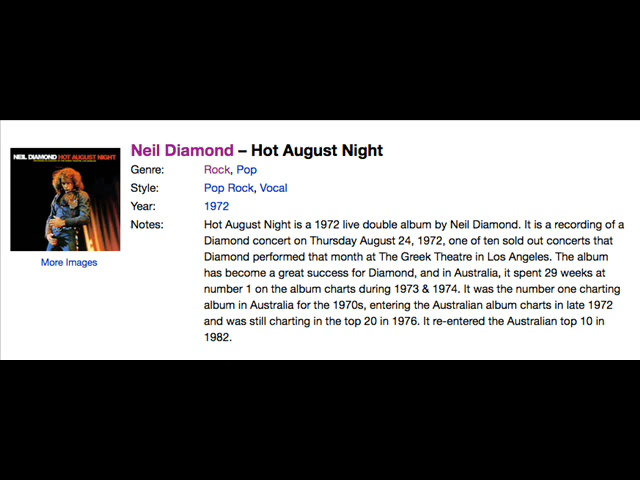 NEIL DIAMOND HOT AUGUST NIGHT
Neil Diamond – Hot August Night
Genre: Rock, Pop
Style: Pop Rock, Vocal
Year: 1972
Notes: Hot August Night is a 1972 live double album by Neil Diamond. It is a recording of a
Diamond concert on Thursday August 24, 1972, one of ten sold out concerts that
Diamond performed that month at The Greek Theatre in Los Angeles. The album
has become a great success for Diamond, and in Australia, it spent 29 weeks at
number 1 on the album charts during 1973 & 1974. It was the number one charting
album in Australia for the 1970s, entering the Australian album charts in late 1972
and was still charting in the top 20 in 1976. It re-entered the Australian top 10 in
1982.
More Images